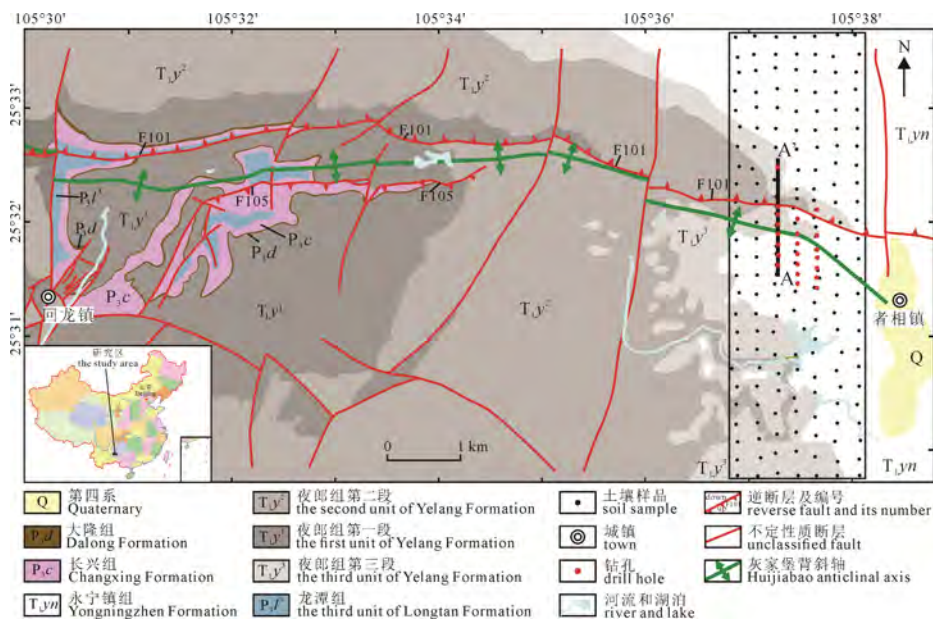 105°30′ 105°32′ 105°34′ 105°36′ 105°38′
N
25°33′
25°32′
25°31′
T₁y²
T₁y²
T₁yn
F101
F101
F101
F101
A′
P₃lᵗ
T₁y¹
F105
F105
P₃d
P₃d
P₃c
T₁y³
A
P₃c
回龙镇
T₁y¹
T₁y²
者相镇
Q
研究区
the study area
0 1 km
T₁y³
T₁yn
Q
第四系
Quaternary
T₁y²
夜郎组第二段
the second unit of Yelang Formation
土壤样品
soil sample
逆断层及编号
reverse fault and its number
P₃d
大隆组
Dalong Formation
T₁y¹
夜郎组第一段
the first unit of Yelang Formation
城镇
town
不定性质断层
unclassified fault
P₃c
长兴组
Changxing Formation
T₁y³
夜郎组第三段
the third unit of Yelang Formation
钻孔
drill hole
灰家堡背斜轴
Huijiabao anticlinal axis
T₁yn
永宁镇组
Yongningzhen Formation
龙潭组
the third unit of Longtan Formation
河流和湖泊
river and lake